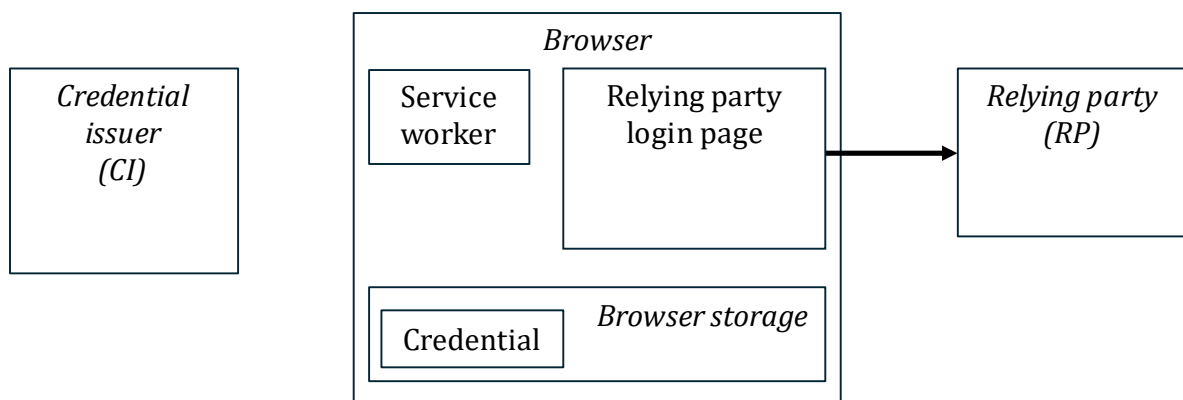 Browser
Credential
issuer
(CI)
Service
worker
Relying party
login page
Relying party
(RP)
Browser storage
Credential